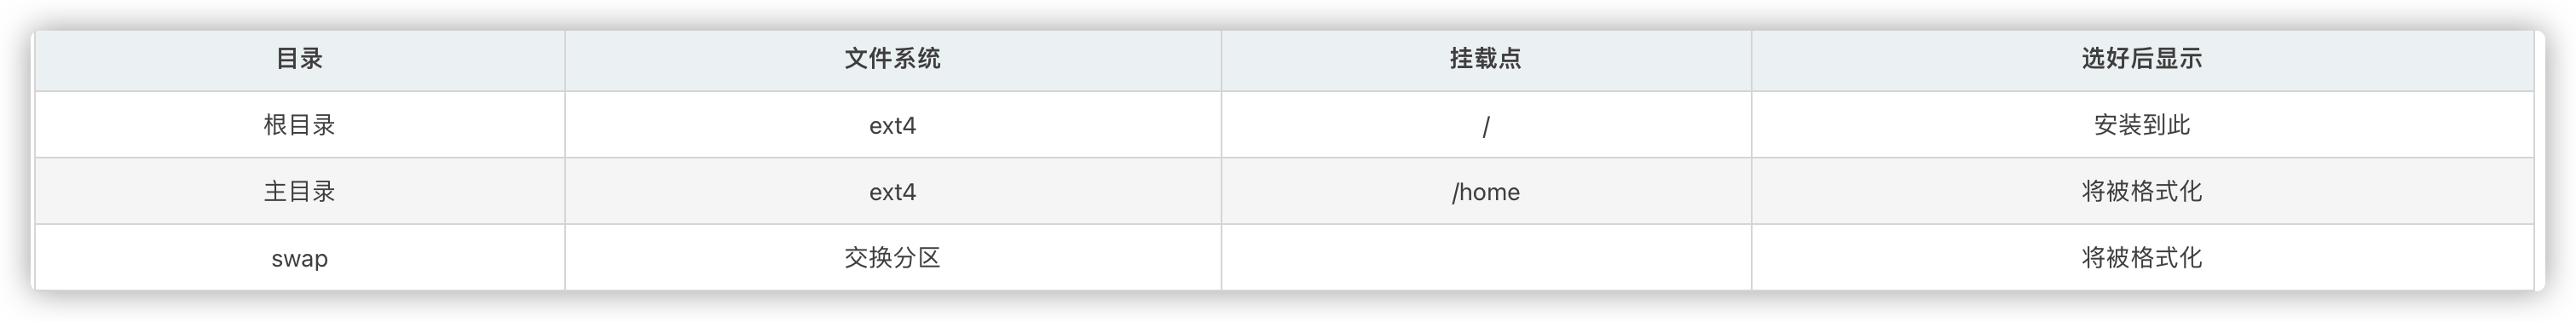 目录 文件系统 挂载点 选好后显示
根目录 ext4 / 安装到此
主目录 ext4 /home 将被格式化
swap 交换分区 将被格式化